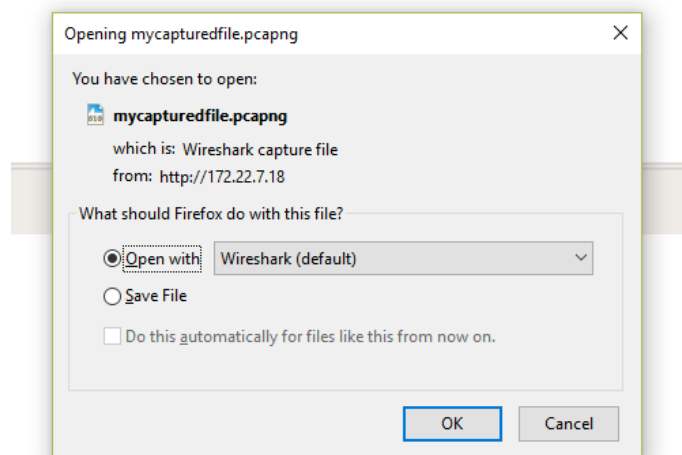 Opening mycapturedfile.pcapng
You have chosen to open:
mycapturedfile.pcapng
which is: Wireshark capture file
from: http://172.22.7.18
What should Firefox do with this file?
Open with Wireshark (default)
Save File
Do this automatically for files like this from now on.
OK Cancel